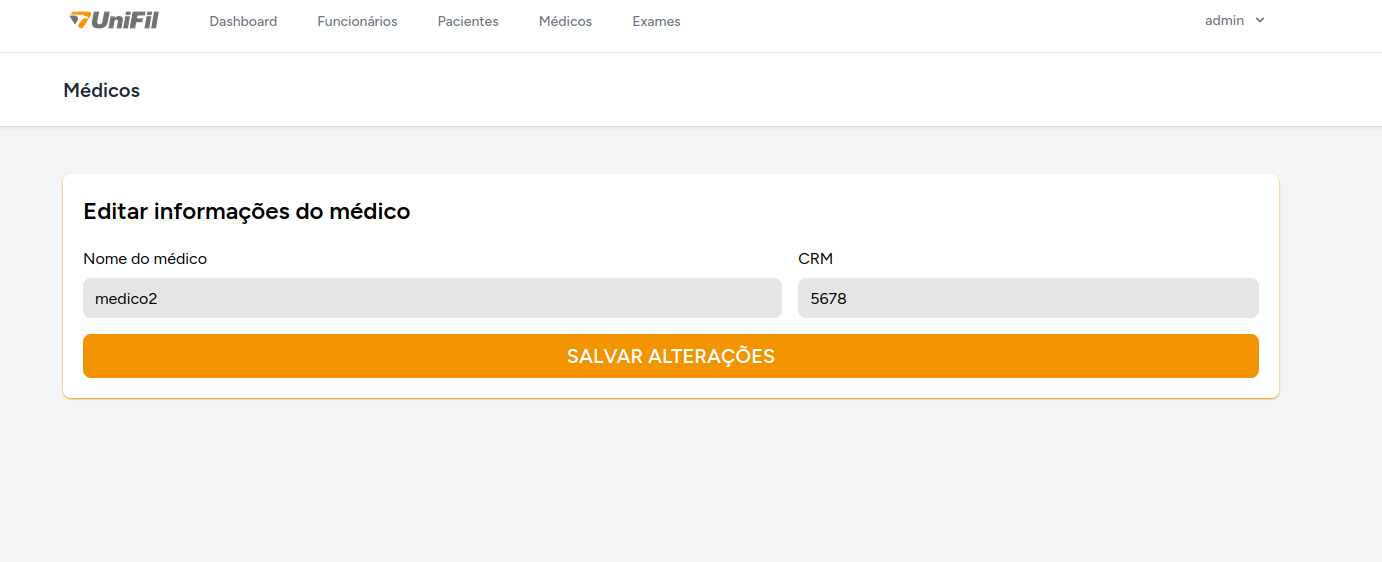 UniFil Dashboard Funcionários Pacientes Médicos Exames admin
Médicos
Editar informações do médico
Nome do médico CRM
medico2 5678
SALVAR ALTERAÇÕES